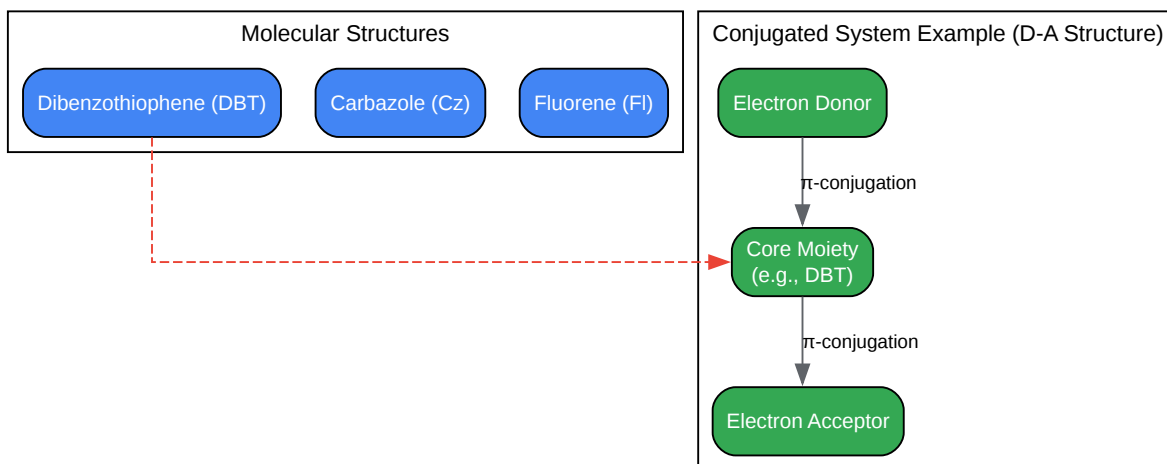 Molecular Structures
Dibenzothiophene (DBT)
Carbazole (Cz)
Fluorene (Fl)
Conjugated System Example (D-A Structure)
Electron Donor
π-conjugation
Core Moiety
(e.g., DBT)
π-conjugation
Electron Acceptor